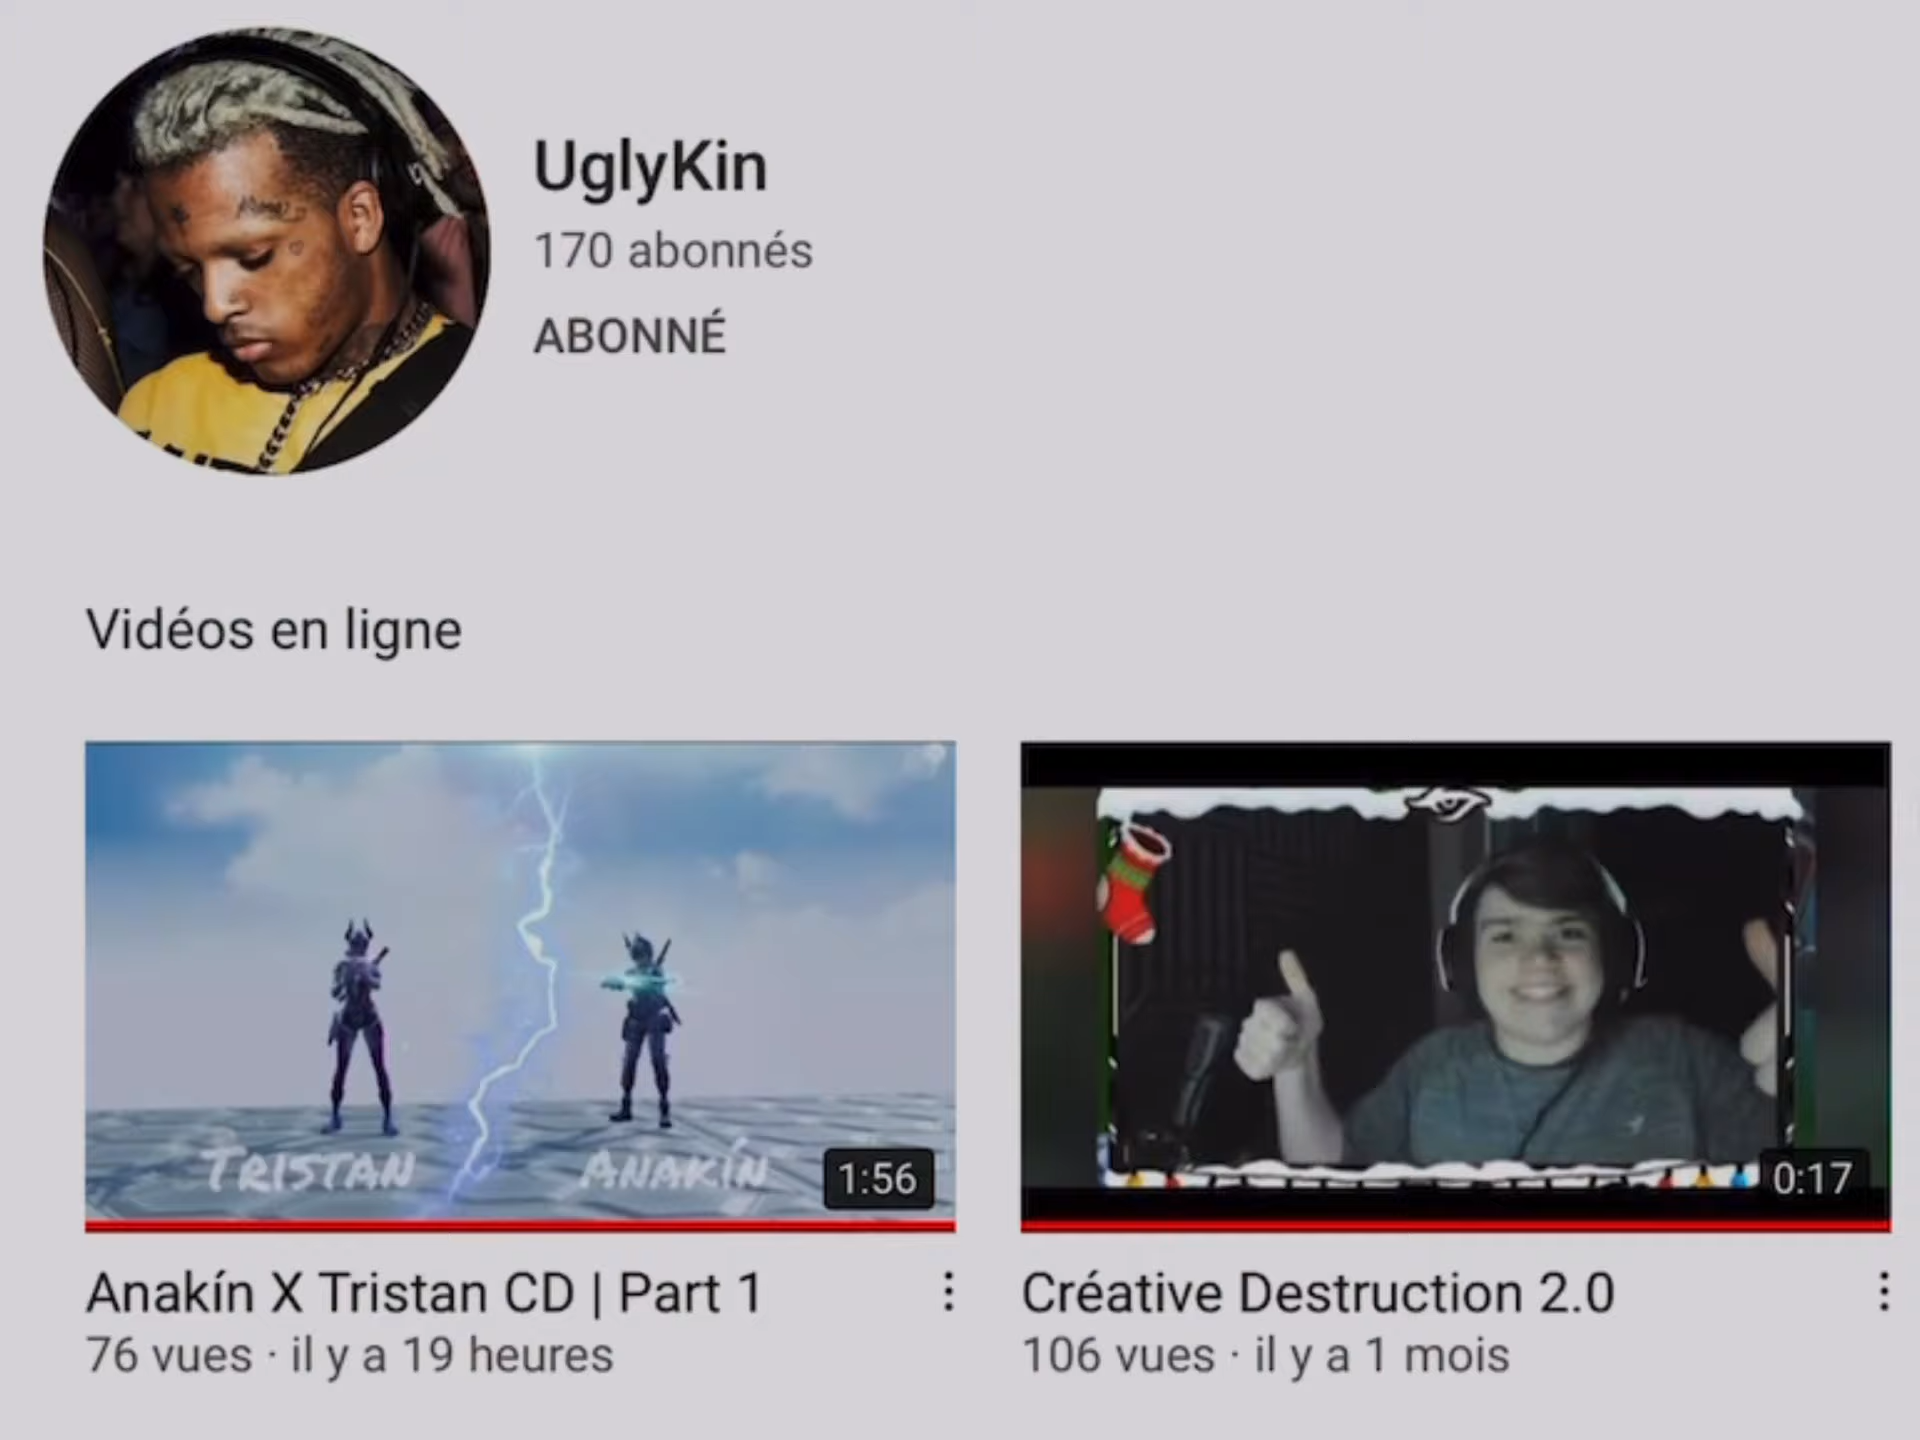 UglyKin
170 abonnés
ABONNÉ
Vidéos en ligne
TRISTAN
ANAKÍN
1:56
0:17
Anakín X Tristan CD | Part 1
76 vues · il y a 19 heures
Créative Destruction 2.0
106 vues · il y a 1 mois